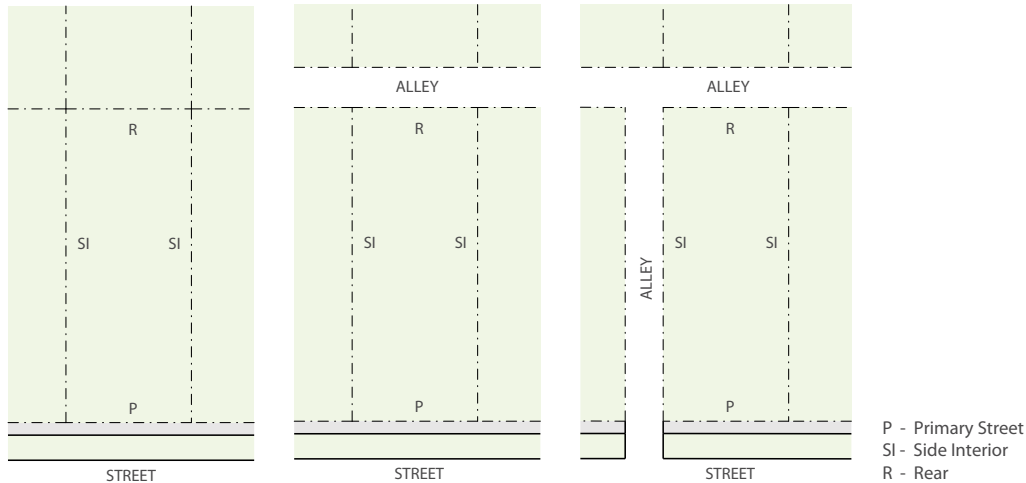 ALLEY
ALLEY
R
R
R
SI
SI
SI
SI
SI
SI
ALLEY
P
P
P
STREET
STREET
STREET
P - Primary Street
SI - Side Interior
R - Rear